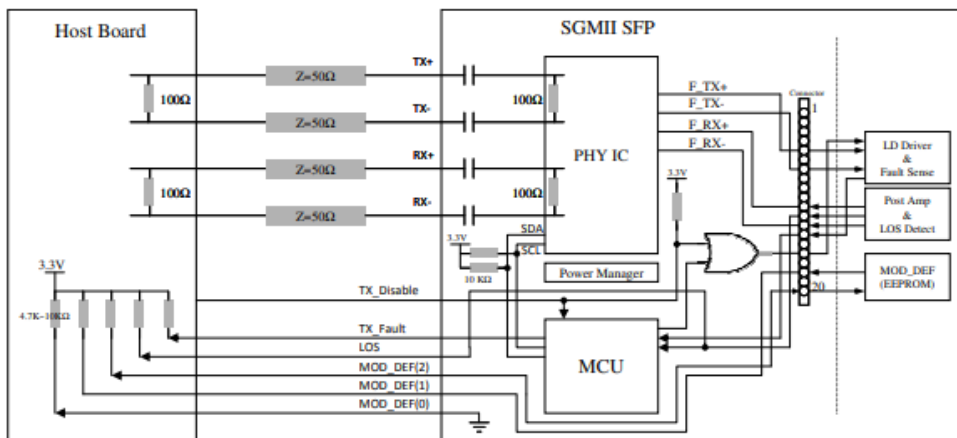 Host Board
SGMII SFP
TX+
Z=50Ω
100Ω
TX-
Z=50Ω
RX+
Z=50Ω
100Ω
RX-
Z=50Ω
100Ω
100Ω
PHY IC
F_TX+
F_TX-
F_RX+
F_RX-
Connector
1
20
LD Driver
&
Fault Sense
Post Amp
&
LOS Detect
MOD_DEF
(EEPROM)
3.3V
SDA
3.3V
SCL
10 KΩ
Power Manager
MCU
3.3V
4.7K~10KΩ
TX_Disable
TX_Fault
LOS
MOD_DEF(2)
MOD_DEF(1)
MOD_DEF(0)